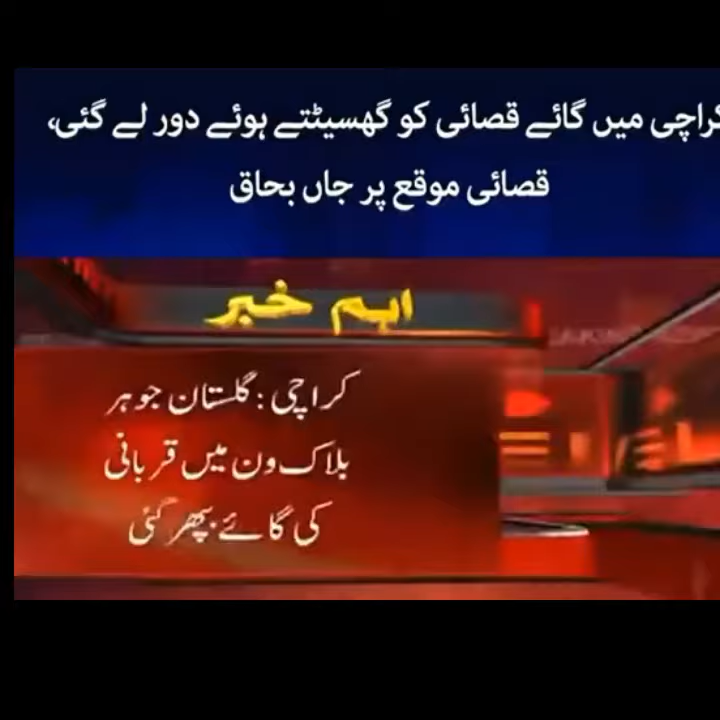 کراچی میں گائے قصائی کو گھسیٹتے ہوئے دور لے گئی،
قصائی موقع پر جاں بحاق
اہم خبر
کراچی : گلستان جوہر
بلاک ون میں قربانی
کی گائے بپھر گئی